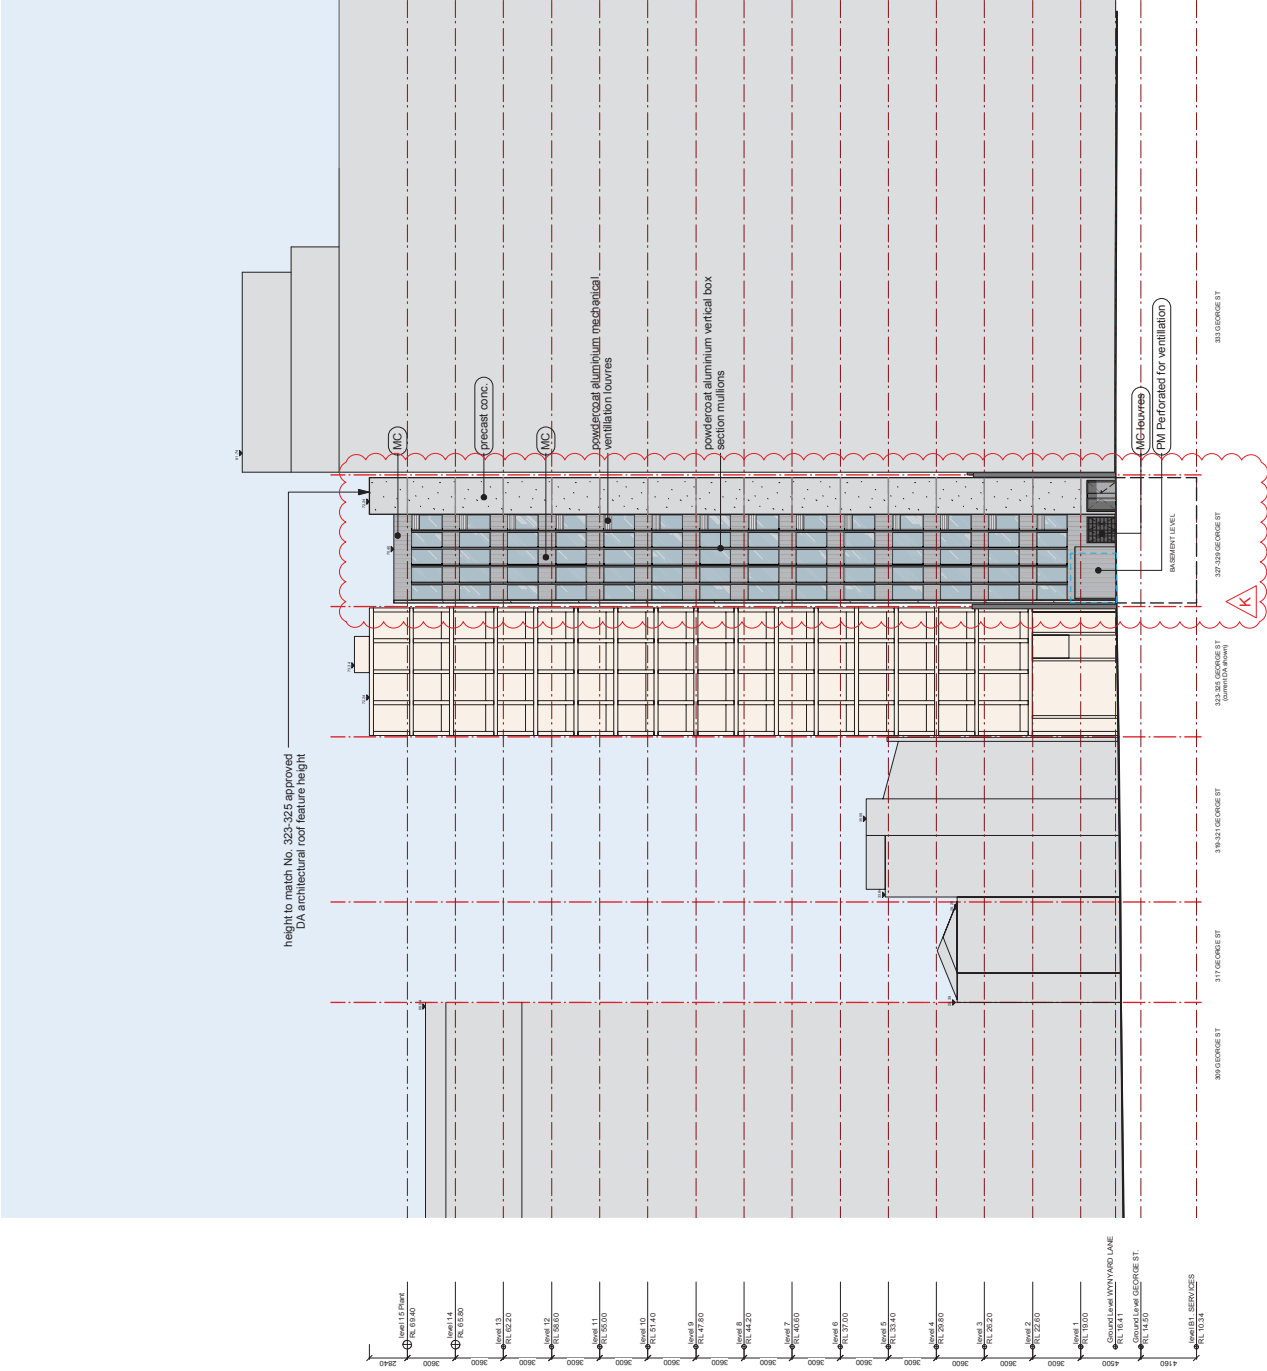 height to match No. 323-325 approved
DA architectural roof feature height
MC
precast conc.
MC
powdercoat aluminium mechanical
ventilation louvres
powdercoat aluminium vertical box
section mullions
MC louvres
PM Perforated for ventillation
BASEMENT LEVEL
K
309 GEORGE ST
317 GEORGE ST
319-321 GEORGE ST
323-325 GEORGE ST
(current DA shown)
327-329 GEORGE ST
333 GEORGE ST
level 15 Plant
RL 69.40
level 14
RL 65.80
level 13
RL 62.20
level 12
RL 58.60
level 11
RL 55.00
level 10
RL 51.40
level 9
RL 47.80
level 8
RL 44.20
level 7
RL 40.60
level 6
RL 37.00
level 5
RL 33.40
level 4
RL 29.80
level 3
RL 26.20
level 2
RL 22.60
level 1
RL 19.00
Ground Level WYNYARD LANE
RL 16.41
Ground Level GEORGE ST.
RL 14.50
level B1: SERVICES
RL 10.34
2840
3600
3600
3600
3600
3600
3600
3600
3600
3600
3600
3600
3600
3600
3600
4500
4160